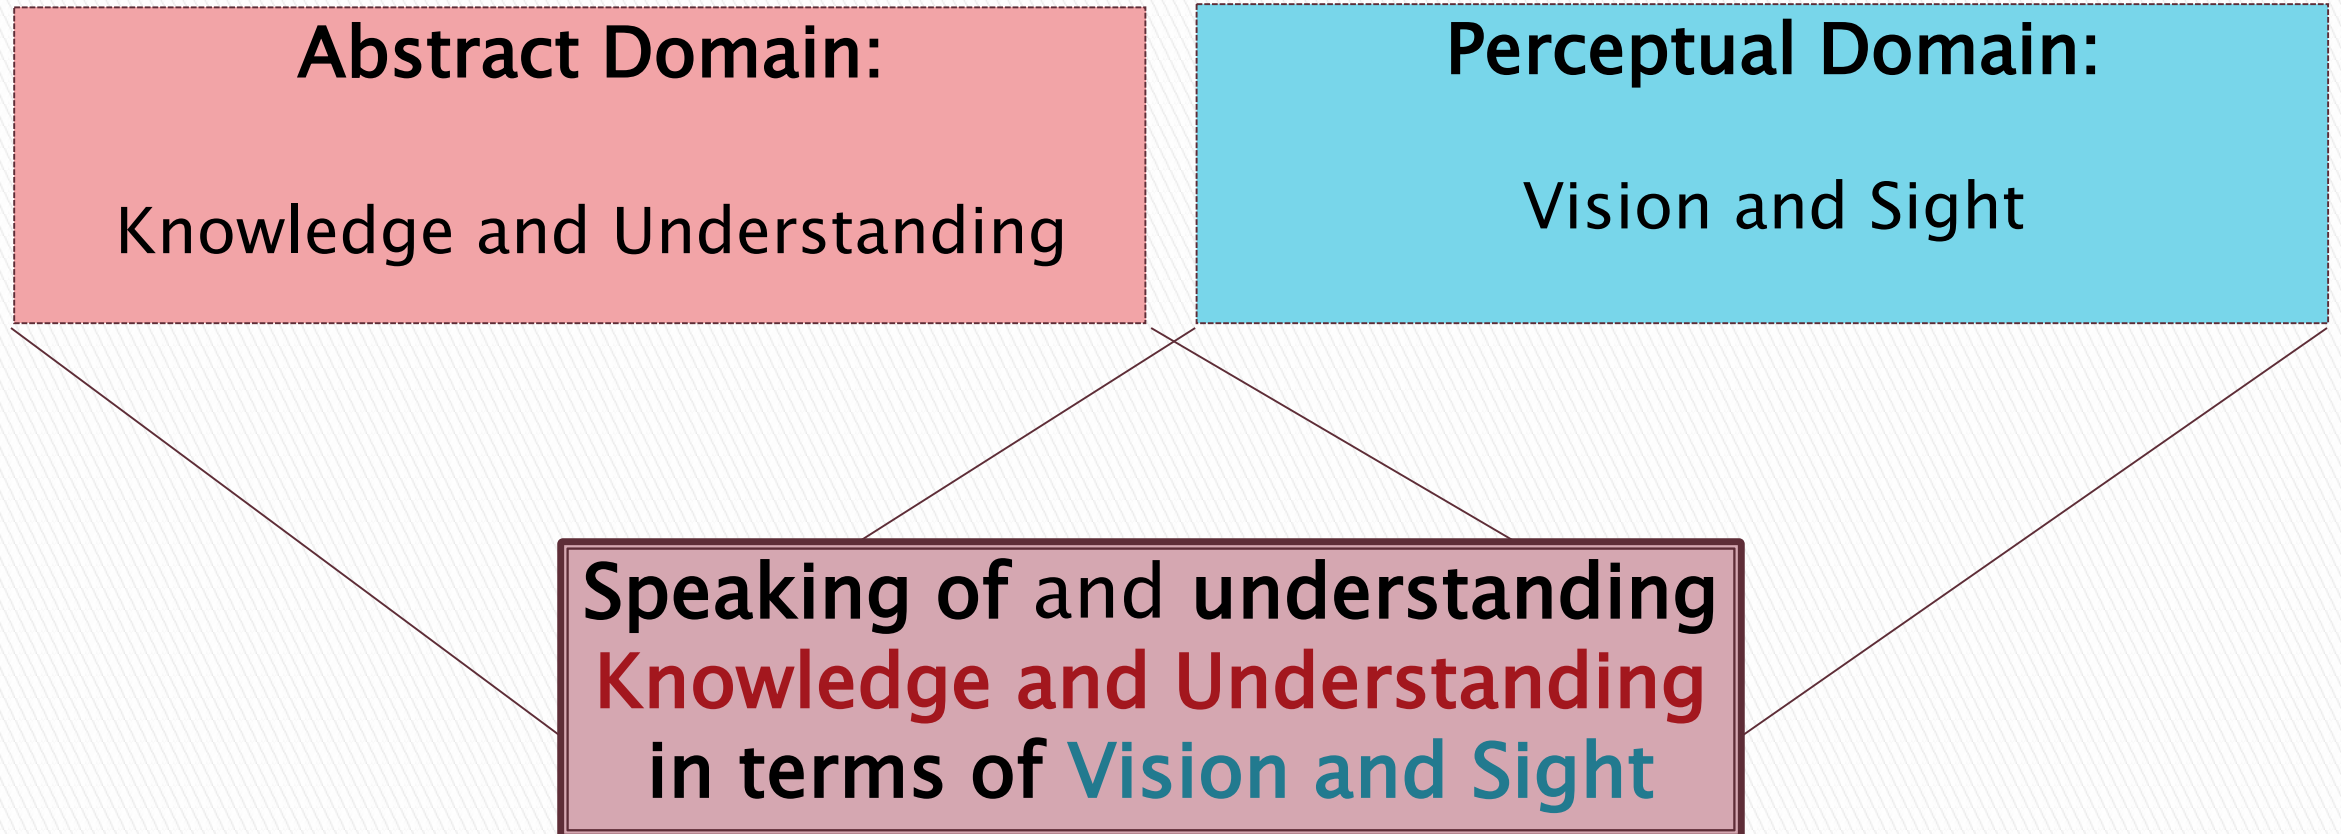 Abstract Domain:
Knowledge and Understanding
Perceptual Domain:
Vision and Sight
Speaking of and understanding
Knowledge and Understanding
in terms of Vision and Sight